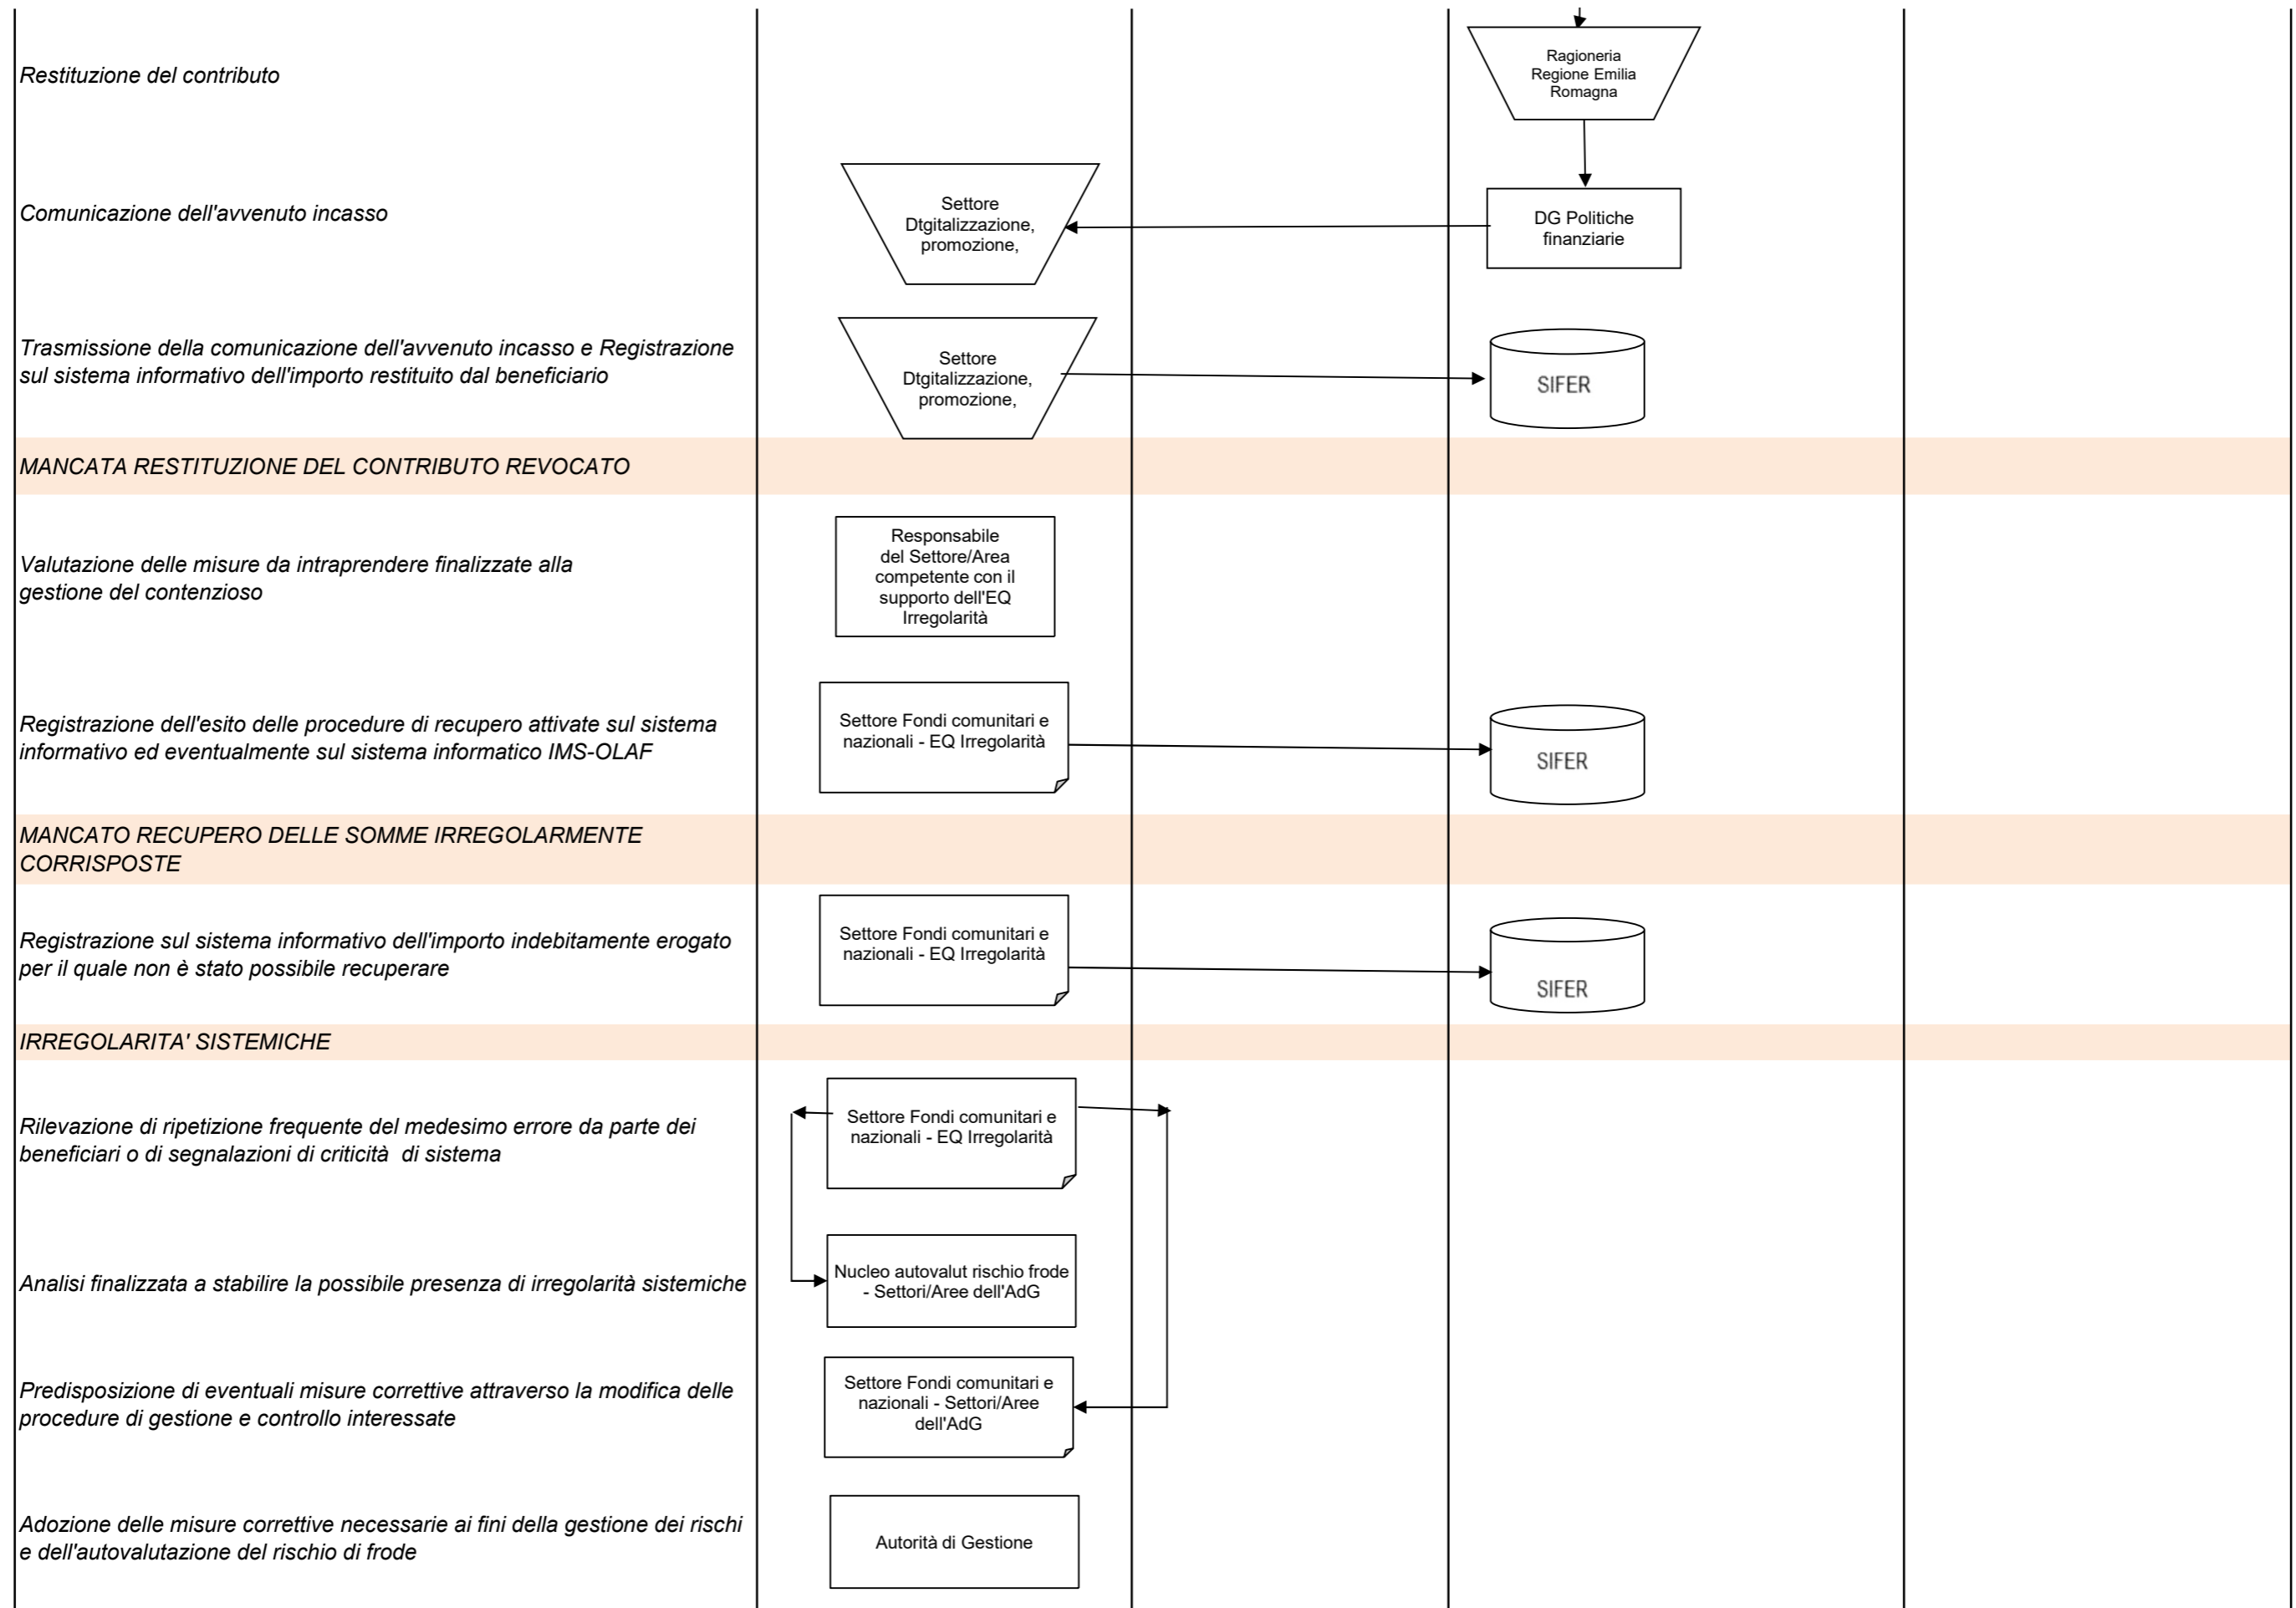 Restituzione del contributo
Ragioneria
Regione Emilia
Romagna
Comunicazione dell'avvenuto incasso
Settore
Dtgitalizzazione,
promozione,
DG Politiche
finanziarie
Trasmissione della comunicazione dell'avvenuto incasso e Registrazione
sul sistema informativo dell'importo restituito dal beneficiario
Settore
Dtgitalizzazione,
promozione,
SIFER
MANCATA RESTITUZIONE DEL CONTRIBUTO REVOCATO
Valutazione delle misure da intraprendere finalizzate alla
gestione del contenzioso
Responsabile
del Settore/Area
competente con il
supporto dell'EQ
Irregolarità
Registrazione dell'esito delle procedure di recupero attivate sul sistema
informativo ed eventualmente sul sistema informatico IMS-OLAF
Settore Fondi comunitari e
nazionali - EQ Irregolarità
SIFER
MANCATO RECUPERO DELLE SOMME IRREGOLARMENTE
CORRISPOSTE
Registrazione sul sistema informativo dell'importo indebitamente erogato
per il quale non è stato possibile recuperare
Settore Fondi comunitari e
nazionali - EQ Irregolarità
SIFER
IRREGOLARITA' SISTEMICHE
Rilevazione di ripetizione frequente del medesimo errore da parte dei
beneficiari o di segnalazioni di criticità  di sistema
Settore Fondi comunitari e
nazionali - EQ Irregolarità
Analisi finalizzata a stabilire la possibile presenza di irregolarità sistemiche
Nucleo autovalut rischio frode
- Settori/Aree dell'AdG
Predisposizione di eventuali misure correttive attraverso la modifica delle
procedure di gestione e controllo interessate
Settore Fondi comunitari e
nazionali - Settori/Aree
dell'AdG
Adozione delle misure correttive necessarie ai fini della gestione dei rischi
e dell'autovalutazione del rischio di frode
Autorità di Gestione